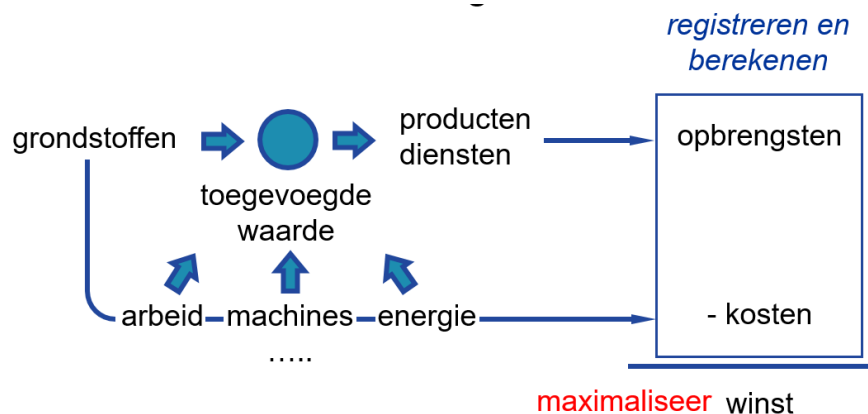 registreren en
berekenen
grondstoffen
producten
diensten
opbrengsten
toegevoegde
waarde
arbeid machines energie
- kosten
.....
maximaliseer winst